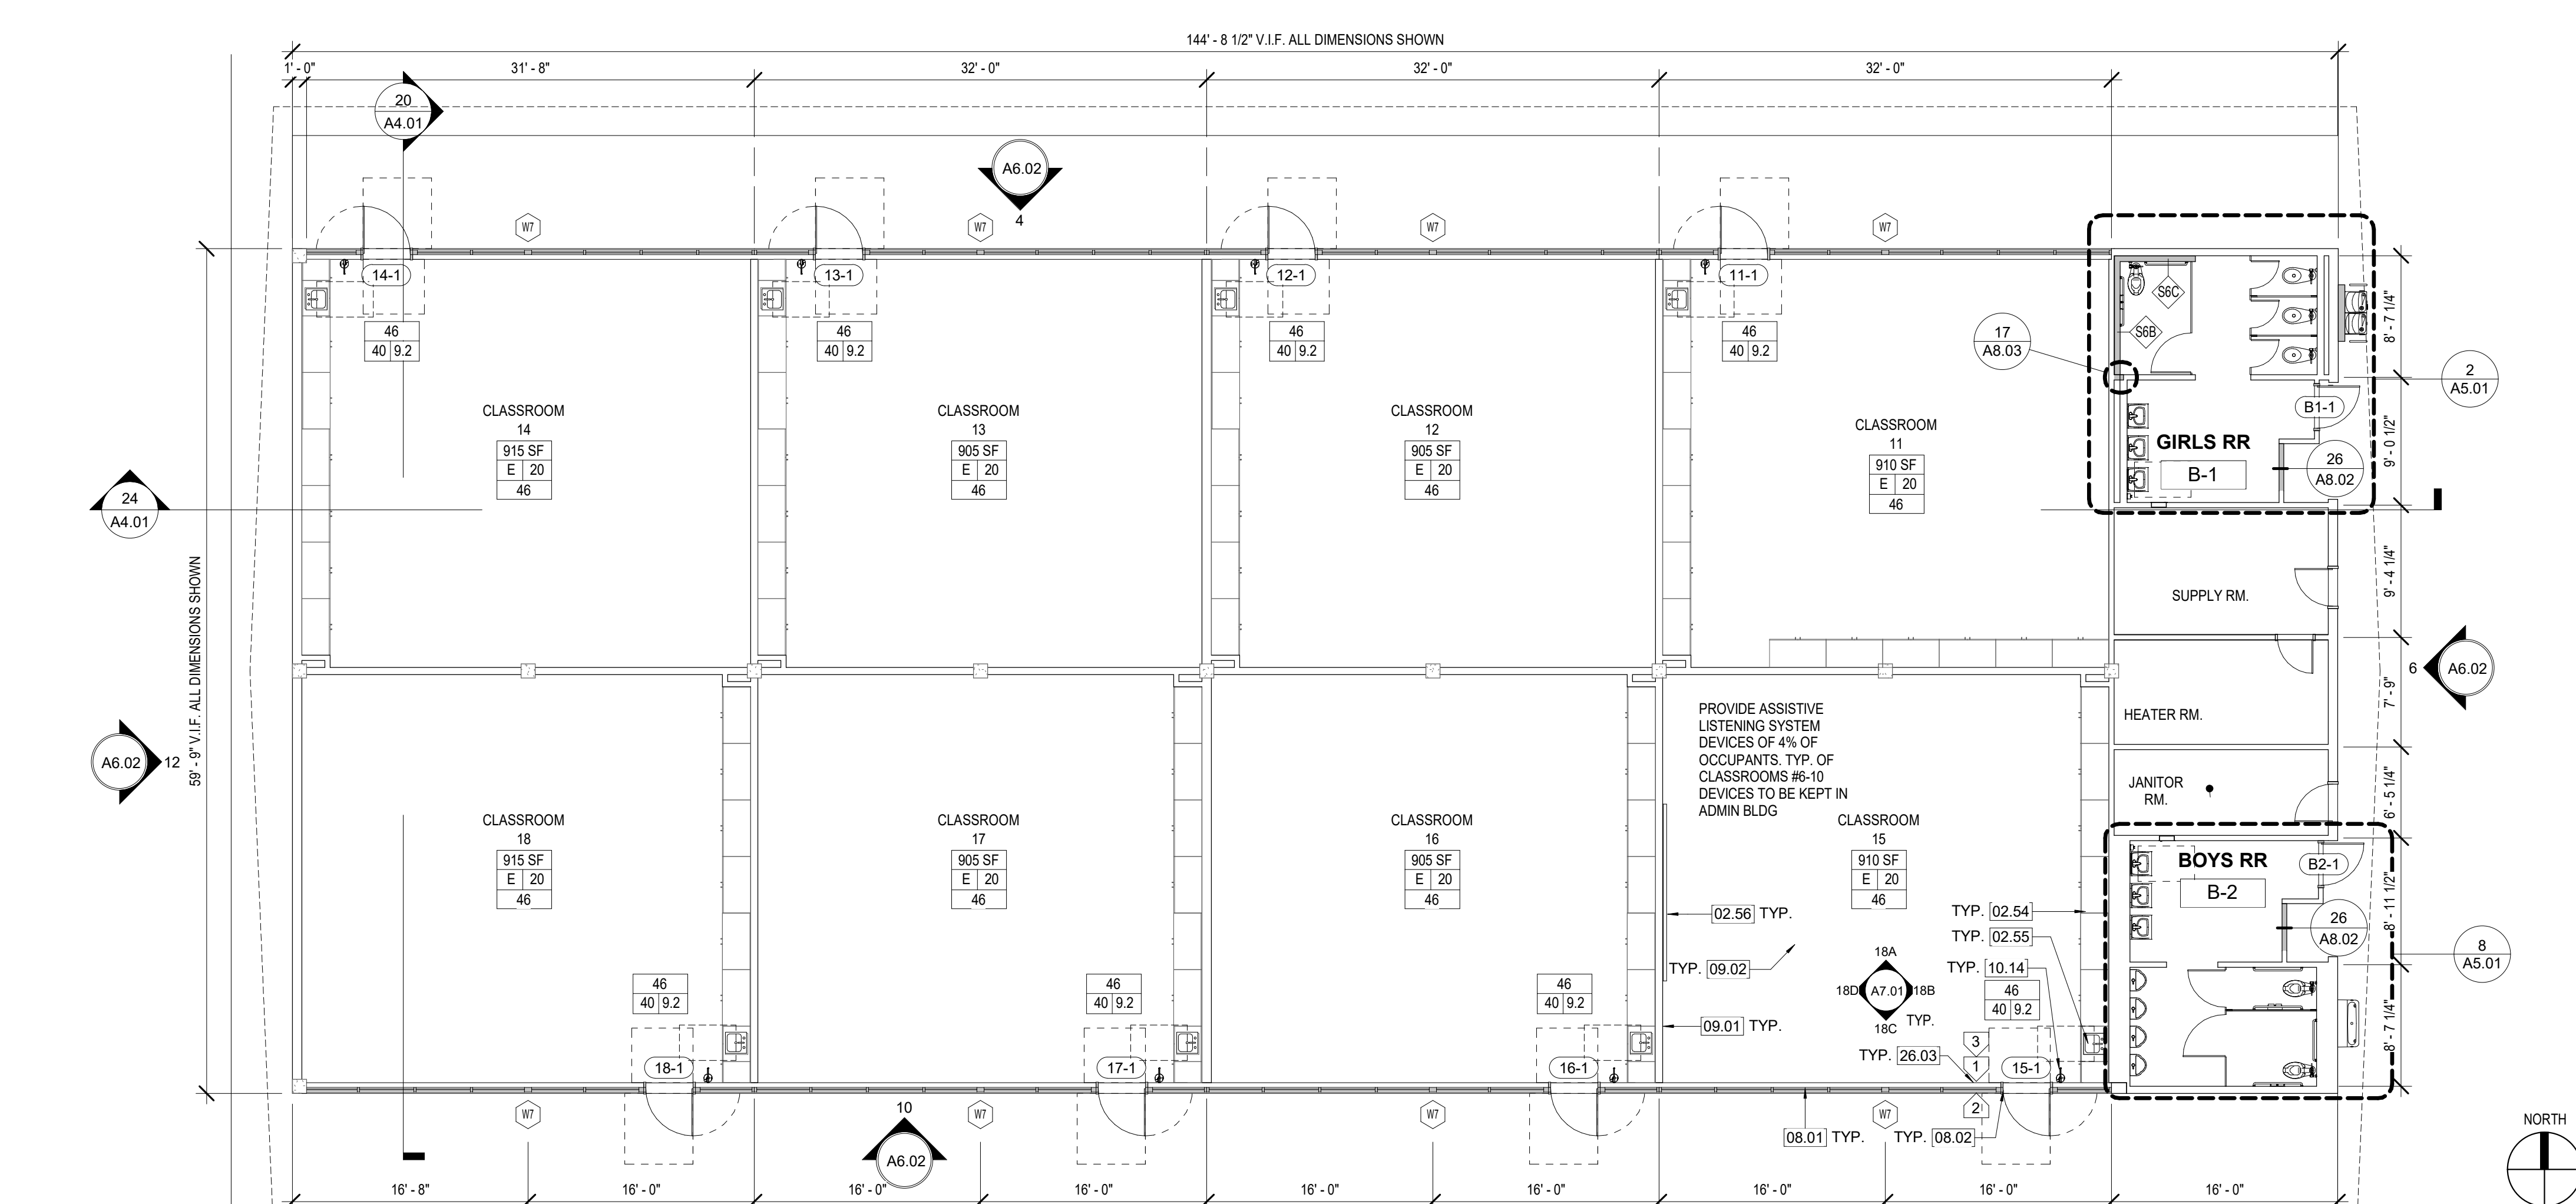 144' - 8 1/2" V.I.F. ALL DIMENSIONS SHOWN
1' - 0"
31' - 8"
32' - 0"
32' - 0"
32' - 0"
20
A4.01
A6.02
4
W7
W7
W7
W7
14-1
13-1
12-1
11-1
46
40 9.2
46
40 9.2
46
40 9.2
46
40 9.2
S6C
S6B
17
A8.03
8' - 7 1/4"
2
A5.01
B1-1
CLASSROOM
14
915 SF
E 20
46
CLASSROOM
13
905 SF
E 20
46
CLASSROOM
12
905 SF
E 20
46
CLASSROOM
11
910 SF
E 20
46
GIRLS RR
B-1
26
A8.02
9' - 0 1/2"
24
A4.01
59' - 9" V.I.F. ALL DIMENSIONS SHOWN
SUPPLY RM.
9' - 4 1/4"
6
A6.02
HEATER RM.
7' - 9"
PROVIDE ASSISTIVE
LISTENING SYSTEM
DEVICES OF 4% OF
OCCUPANTS. TYP. OF
CLASSROOMS #6-10
DEVICES TO BE KEPT IN
ADMIN BLDG
A6.02
12
JANITOR
RM.
6' - 5 1/4"
CLASSROOM
18
915 SF
E 20
46
CLASSROOM
17
905 SF
E 20
46
CLASSROOM
16
905 SF
E 20
46
CLASSROOM
15
910 SF
E 20
46
BOYS RR
B-2
B2-1
26
A8.02
8' - 11 1/2"
8
A5.01
02.56 TYP.
TYP. 02.54
TYP. 02.55
TYP. 09.02
TYP. 10.14
18A
18D
A7.01
18B
18C
TYP.
46
40 9.2
46
40 9.2
46
40 9.2
46
40 9.2
09.01 TYP.
TYP. 26.03
3
1
2
8' - 7 1/4"
18-1
17-1
16-1
15-1
W7
W7
W7
W7
10
A6.02
08.01 TYP.
TYP. 08.02
NORTH
16' - 8"
16' - 0"
16' - 0"
16' - 0"
16' - 0"
16' - 0"
16' - 0"
16' - 0"
16' - 0"